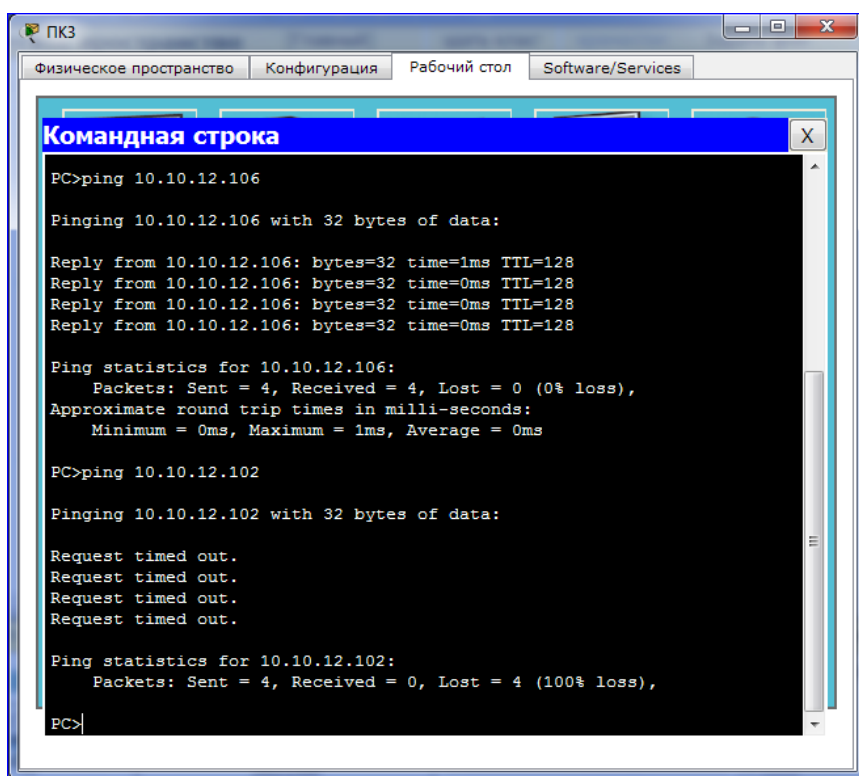 ПК3
Физическое пространство Конфигурация Рабочий стол Software/Services
Командная строка X
PC>ping 10.10.12.106
Pinging 10.10.12.106 with 32 bytes of data:
Reply from 10.10.12.106: bytes=32 time=1ms TTL=128
Reply from 10.10.12.106: bytes=32 time=0ms TTL=128
Reply from 10.10.12.106: bytes=32 time=0ms TTL=128
Reply from 10.10.12.106: bytes=32 time=0ms TTL=128
Ping statistics for 10.10.12.106:
Packets: Sent = 4, Received = 4, Lost = 0 (0% loss),
Approximate round trip times in milli-seconds:
Minimum = 0ms, Maximum = 1ms, Average = 0ms
PC>ping 10.10.12.102
Pinging 10.10.12.102 with 32 bytes of data:
Request timed out.
Request timed out.
Request timed out.
Request timed out.
Ping statistics for 10.10.12.102:
Packets: Sent = 4, Received = 0, Lost = 4 (100% loss),
PC>